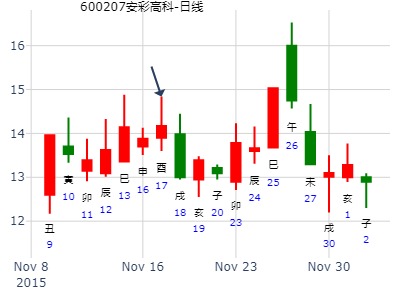 600207安彩高科-日线
16
15
14
13
12
丑
9
寅
10
卯
11
辰
12
巳
13
申
16
酉
17
戌
18
亥
19
子
20
卯
23
辰
24
巳
25
午
26
未
27
戌
30
亥
1
子
2
Nov 8
2015
Nov 16
Nov 23
Nov 30